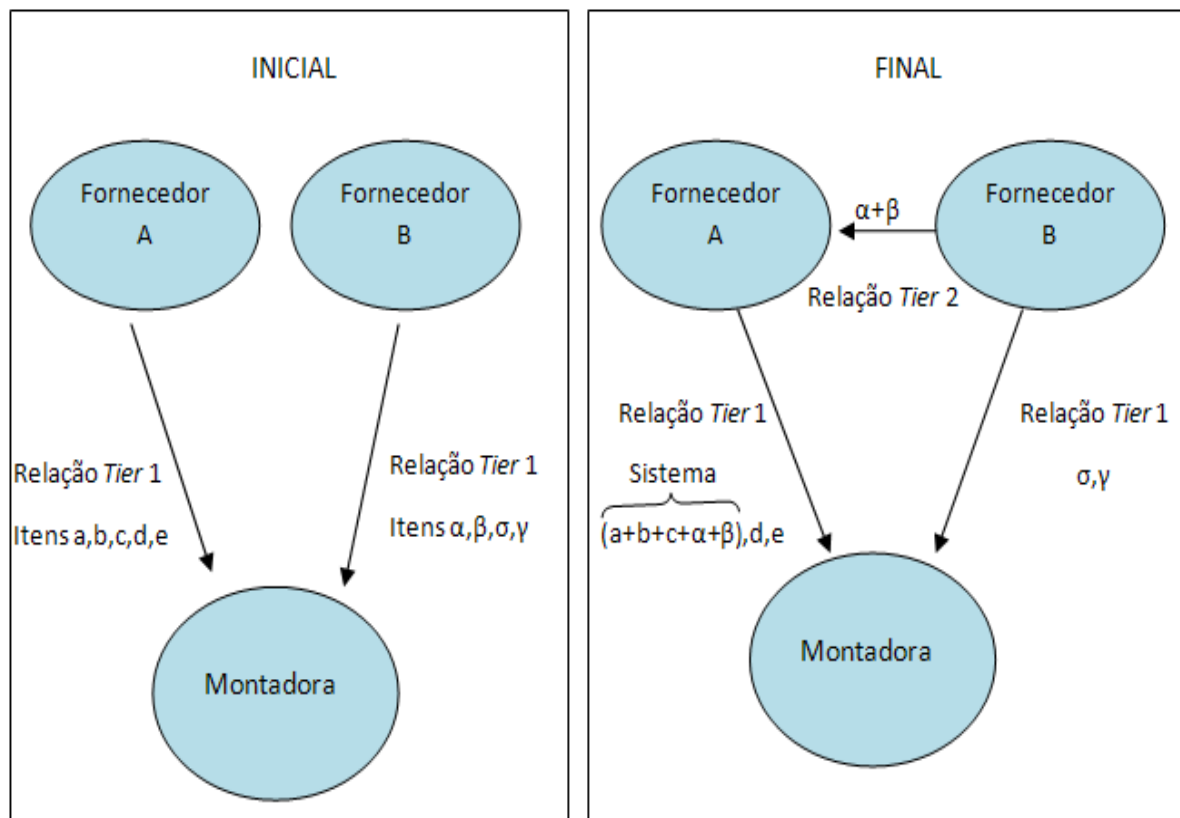 INICIAL
Fornecedor
A
Fornecedor
B
Relação Tier 1
Itens a,b,c,d,e
Relação Tier 1
Itens α,β,σ,γ
Montadora
FINAL
Fornecedor
A
α+β
Fornecedor
B
Relação Tier 2
Relação Tier 1
Sistema
(a+b+c+α+β),d,e
Relação Tier 1
σ,γ
Montadora